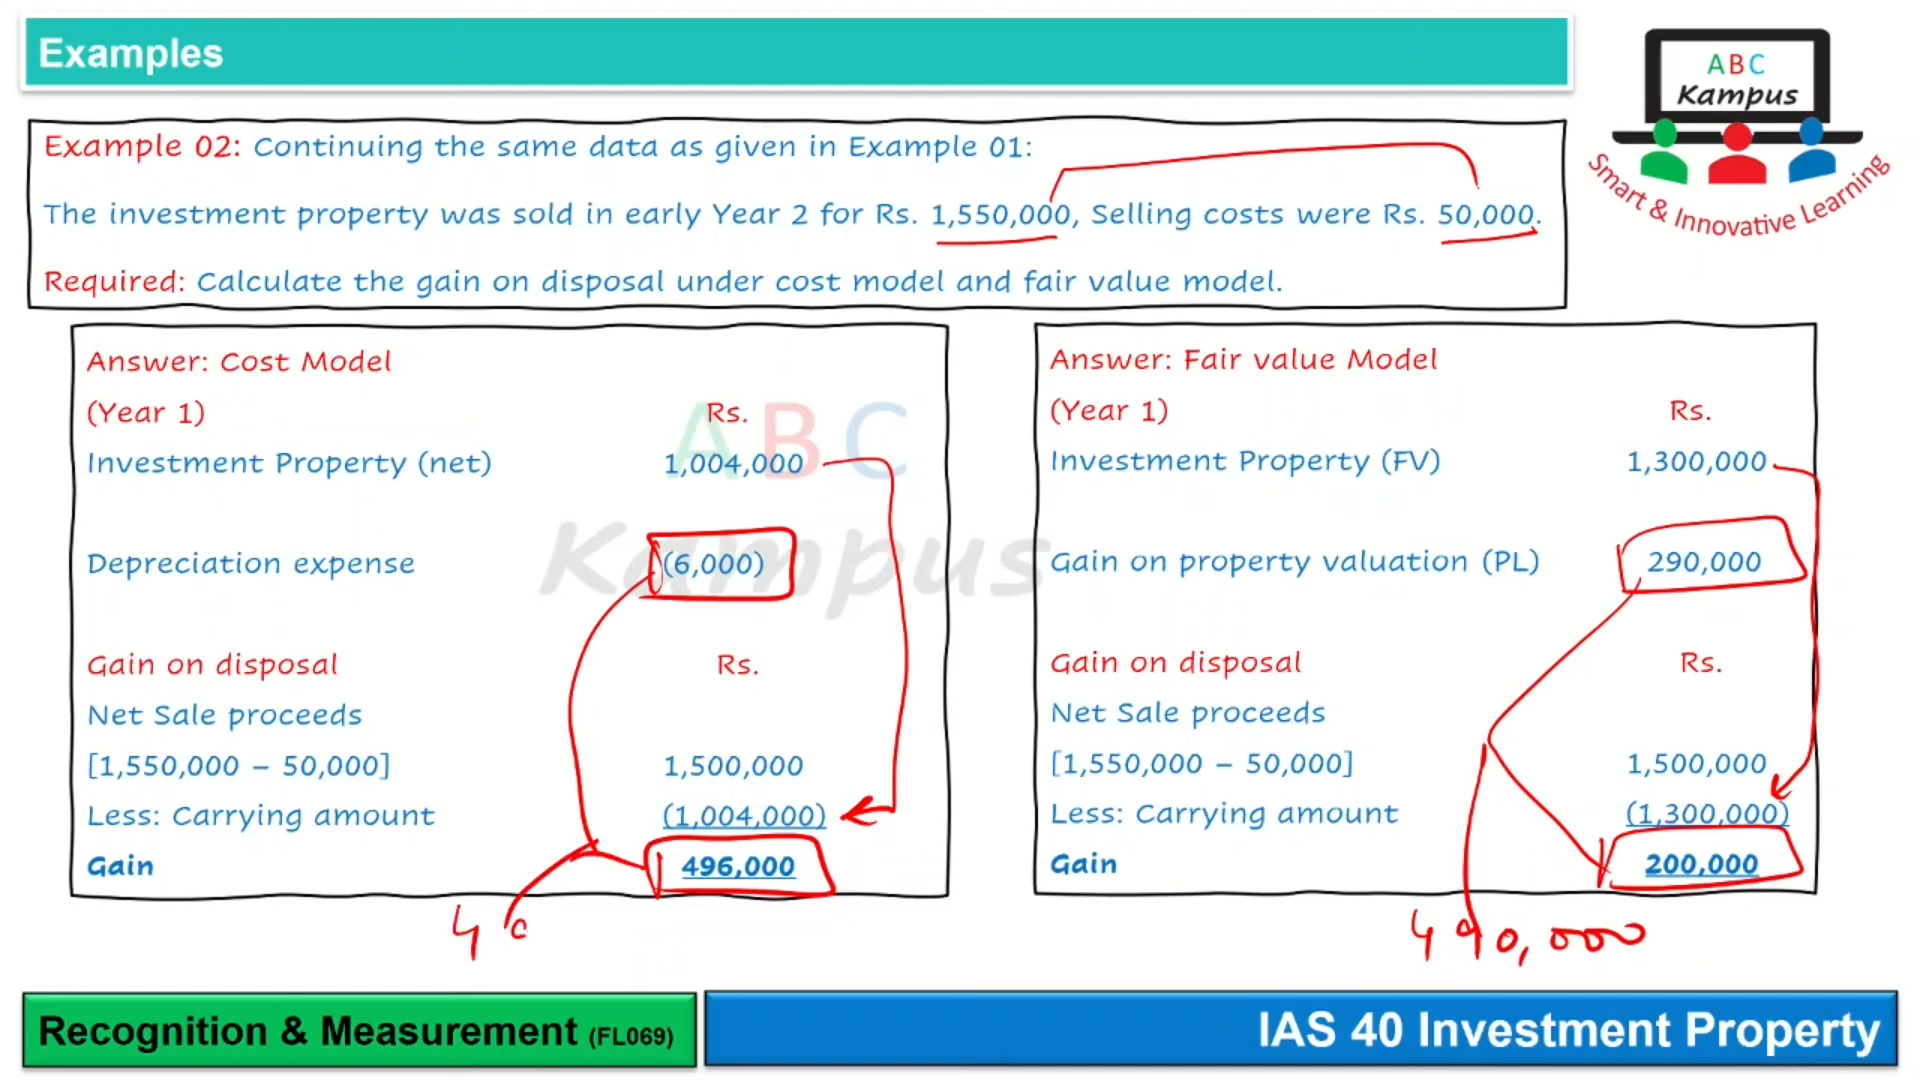 Examples
ABC
Kampus
Smart & Innovative Learning
Example 02: Continuing the same data as given in Example 01:
The investment property was sold in early Year 2 for Rs. 1,550,000, Selling costs were Rs. 50,000.
Required: Calculate the gain on disposal under cost model and fair value model.
Answer: Cost Model
(Year 1) Rs.
Investment Property (net) 1,004,000
Depreciation expense (6,000)
Gain on disposal Rs.
Net Sale proceeds
[1,550,000 – 50,000] 1,500,000
Less: Carrying amount (1,004,000)
Gain 496,000
4
Answer: Fair value Model
(Year 1) Rs.
Investment Property (FV) 1,300,000
Gain on property valuation (PL) 290,000
Gain on disposal Rs.
Net Sale proceeds
[1,550,000 – 50,000] 1,500,000
Less: Carrying amount (1,300,000)
Gain 200,000
490,000
ABC
Kampus
Recognition & Measurement (FL069)
IAS 40 Investment Property